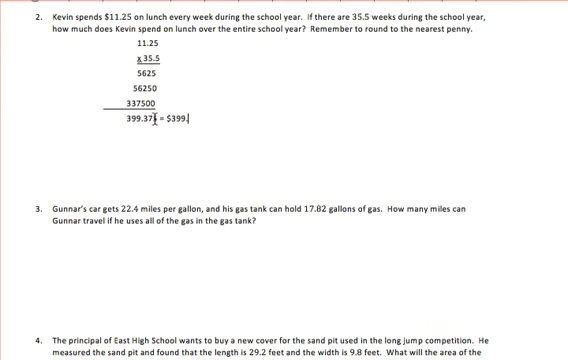 2. Kevin spends $11.25 on lunch every week during the school year. If there are 35.5 weeks during the school year,
how much does Kevin spend on lunch over the entire school year? Remember to round to the nearest penny.
11.25
x 35.5
5625
56250
337500
399.375 = $399.
3. Gunnar's car gets 22.4 miles per gallon, and his gas tank can hold 17.82 gallons of gas. How many miles can
Gunnar travel if he uses all of the gas in the gas tank?
4. The principal of East High School wants to buy a new cover for the sand pit used in the long jump competition. He
measured the sand pit and found that the length is 29.2 feet and the width is 9.8 feet. What will the area of the